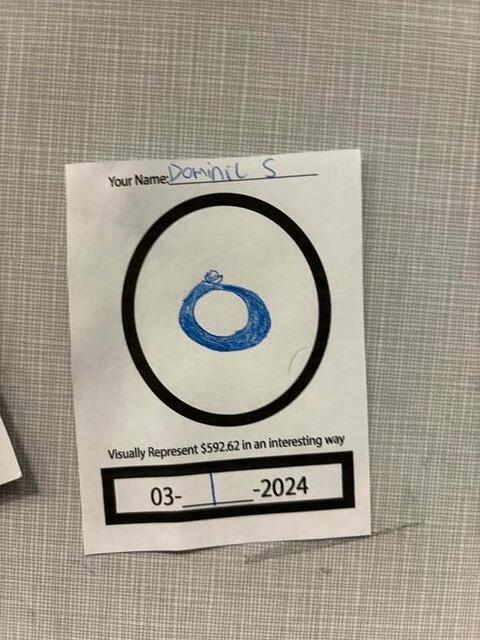 Your Name: Dominic S
Visually Represent $592.62 in an interesting way
03-1-2024